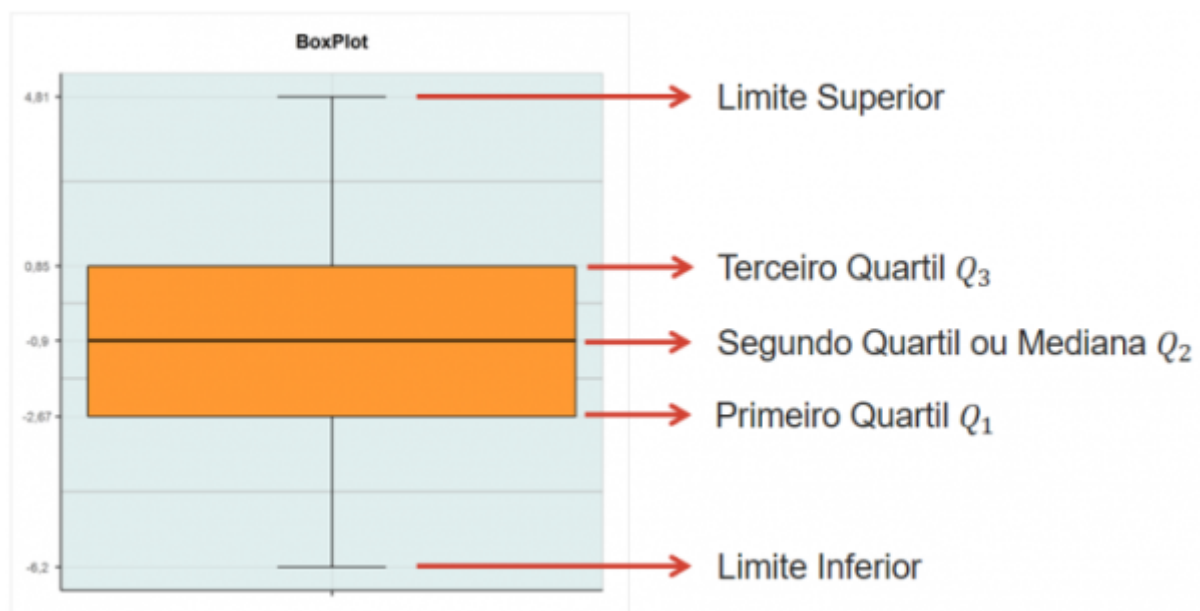 BoxPlot
4,81
Limite Superior
0,85
Terceiro Quartil Q₃
-0,9
Segundo Quartil ou Mediana Q₂
-2,67
Primeiro Quartil Q₁
-6,2
Limite Inferior